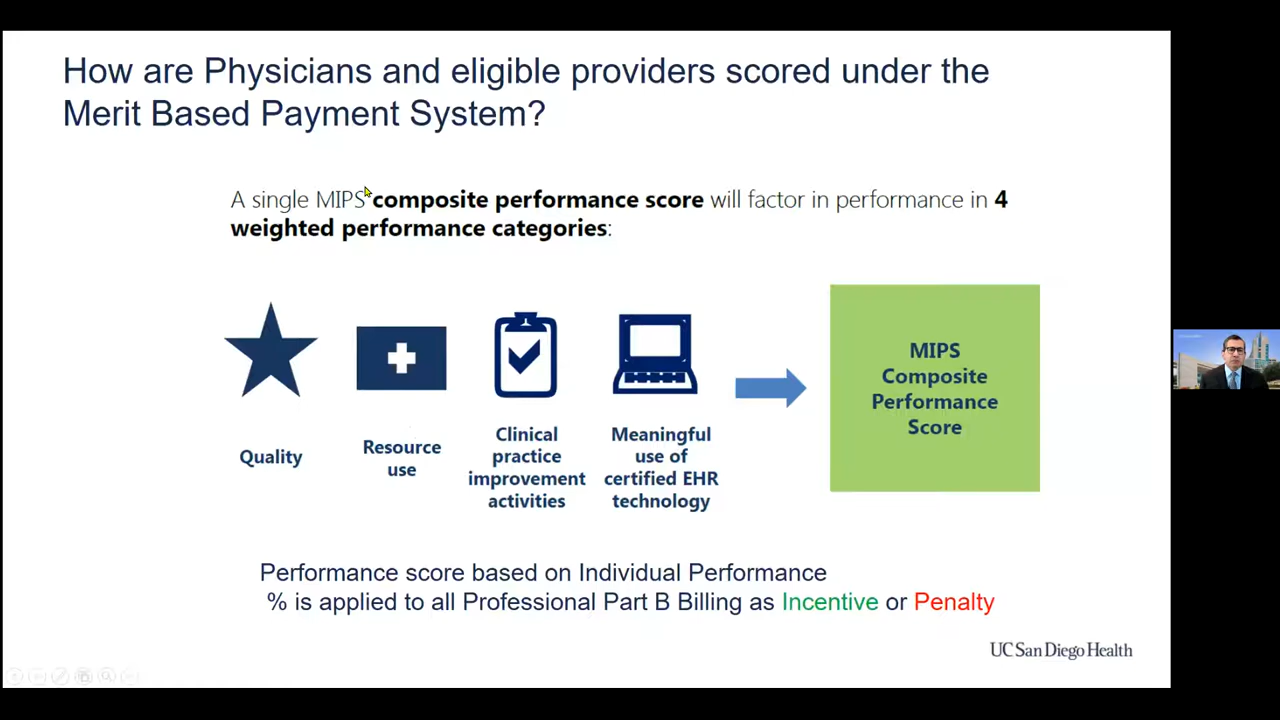 How are Physicians and eligible providers scored under the
Merit Based Payment System?
A single MIPS composite performance score will factor in performance in 4
weighted performance categories:
Quality
Resource
use
Clinical
practice
improvement
activities
Meaningful
use of
certified EHR
technology
MIPS
Composite
Performance
Score
Performance score based on Individual Performance
% is applied to all Professional Part B Billing as Incentive or Penalty
UC San Diego Health